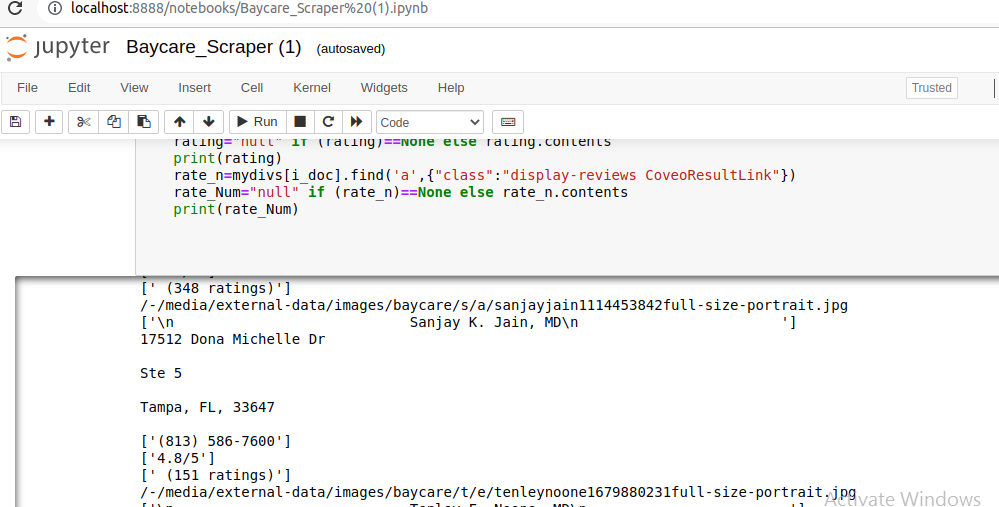 localhost:8888/notebooks/Baycare_Scraper%20(1).ipynb
jupyter Baycare_Scraper (1) (autosaved)
File Edit View Insert Cell Kernel Widgets Help Trusted
Run Code
rating="null" if (rating)==None else rating.contents
print(rating)
rate_n=mydivs[i_doc].find('a',{"class":"display-reviews CoveoResultLink"})
rate_Num="null" if (rate_n)==None else rate_n.contents
print(rate_Num)
[' (348 ratings)']
/-/media/external-data/images/baycare/s/a/sanjayjain1114453842full-size-portrait.jpg
['\n Sanjay K. Jain, MD\n ']
17512 Dona Michelle Dr
Ste 5
Tampa, FL, 33647
['(813) 586-7600']
['4.8/5']
[' (151 ratings)']
/-/media/external-data/images/baycare/t/e/tenleynoone1679880231full-size-portrait.jpg
['\n Tenley E. Noone, MD\n ']
Activate Windows